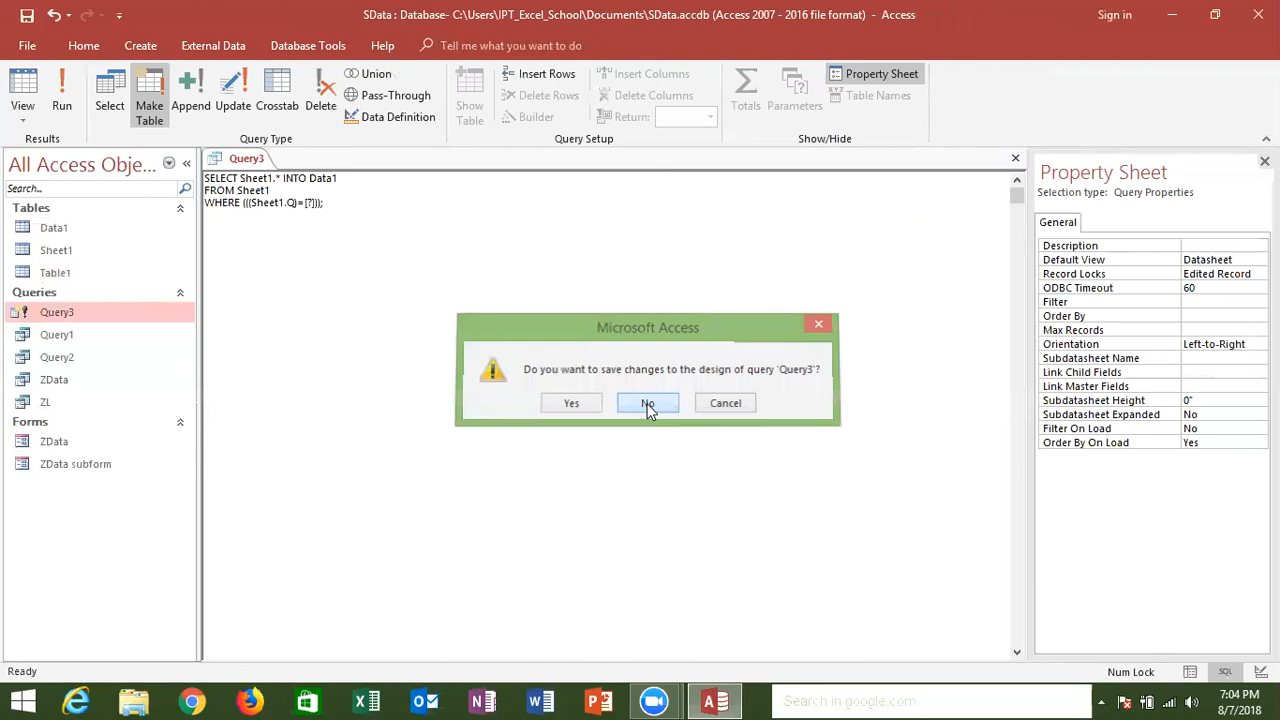 SData : Database- C:\Users\IPT_Excel_School\Documents\SData.accdb (Access 2007 - 2016 file format) - Access
Sign in
File
Home
Create
External Data
Database Tools
Help
Tell me what you want to do
View
Run
Select
Make Table
Append
Update
Crosstab
Delete
Union
Pass-Through
Data Definition
Show Table
Insert Rows
Delete Rows
Builder
Insert Columns
Delete Columns
Return:
Totals
Parameters
Property Sheet
Table Names
Results
Query Type
Query Setup
Show/Hide
All Access Obje...
Search...
Tables
Data1
Sheet1
Table1
Queries
Query3
Query1
Query2
ZData
ZL
Forms
ZData
ZData subform
Query3
SELECT Sheet1.* INTO Data1
FROM Sheet1
WHERE (((Sheet1.Q)=[?]));
Microsoft Access
Do you want to save changes to the design of query 'Query3'?
Yes
No
Cancel
Property Sheet
Selection type: Query Properties
General
Description
Default View Datasheet
Record Locks Edited Record
ODBC Timeout 60
Filter
Order By
Max Records
Orientation Left-to-Right
Subdatasheet Name
Link Child Fields
Link Master Fields
Subdatasheet Height 0"
Subdatasheet Expanded No
Filter On Load No
Order By On Load Yes
Ready
Num Lock
SQL
Search on google.com
7:04 PM
8/7/2018